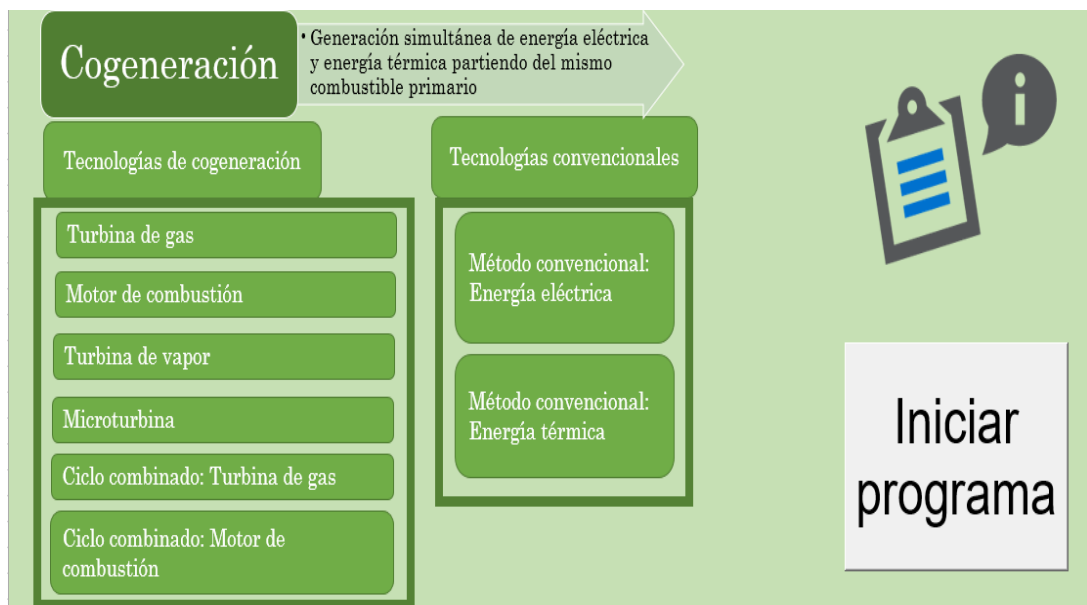 Cogeneración
• Generación simultánea de energía eléctrica
y energía térmica partiendo del mismo
combustible primario
Tecnologías de cogeneración
Turbina de gas
Motor de combustión
Turbina de vapor
Microturbina
Ciclo combinado: Turbina de gas
Ciclo combinado: Motor de
combustión
Tecnologías convencionales
Método convencional:
Energía eléctrica
Método convencional:
Energía térmica
i
Iniciar
programa